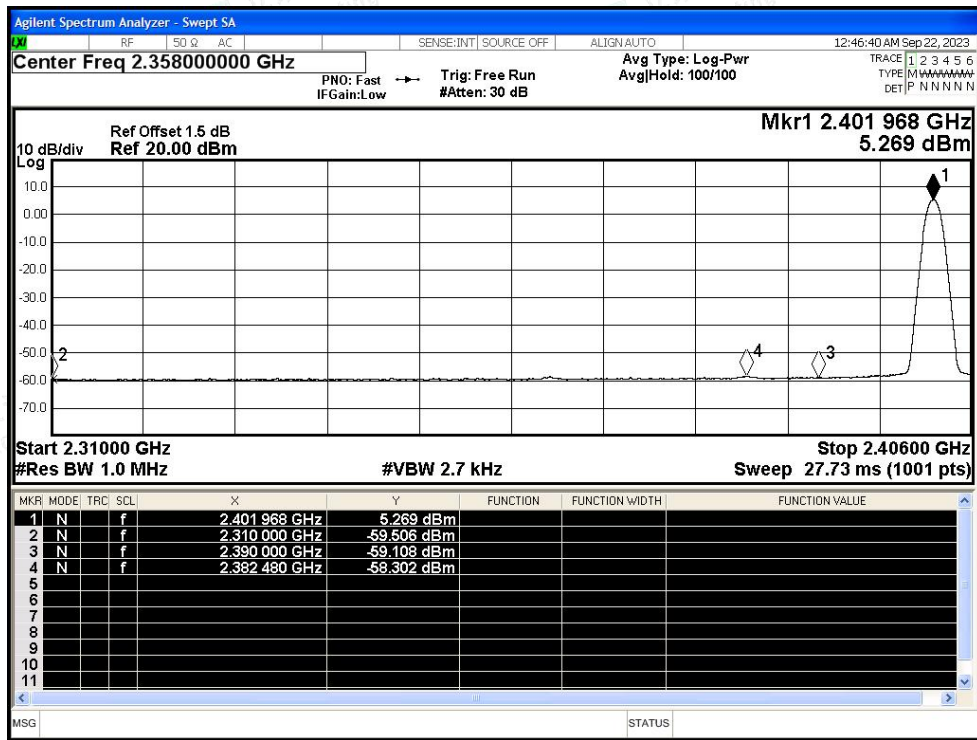 Agilent Spectrum Analyzer - Swept SA
LXI RF 50 Ω AC SENSE:INT SOURCE OFF ALIGN AUTO 12:46:40 AM Sep 22, 2023
Center Freq 2.358000000 GHz
PNO: Fast
IFGain:Low
Trig: Free Run
#Atten: 30 dB
Avg Type: Log-Pwr
Avg|Hold: 100/100
TRACE 1 2 3 4 5 6
TYPE M WWWWW
DET P N N N N N
Mkr1 2.401 968 GHz
5.269 dBm
Ref Offset 1.5 dB
10 dB/div Ref 20.00 dBm
Log
10.0
0.00
-10.0
-20.0
-30.0
-40.0
-50.0
-60.0
-70.0
1
2
4
3
Start 2.31000 GHz Stop 2.40600 GHz
#Res BW 1.0 MHz #VBW 2.7 kHz Sweep 27.73 ms (1001 pts)
MKR MODE TRC SCL X Y FUNCTION FUNCTION WIDTH FUNCTION VALUE
1 N f 2.401 968 GHz 5.269 dBm
2 N f 2.310 000 GHz -59.506 dBm
3 N f 2.390 000 GHz -59.108 dBm
4 N f 2.382 480 GHz -58.302 dBm
5
6
7
8
9
10
11
MSG STATUS